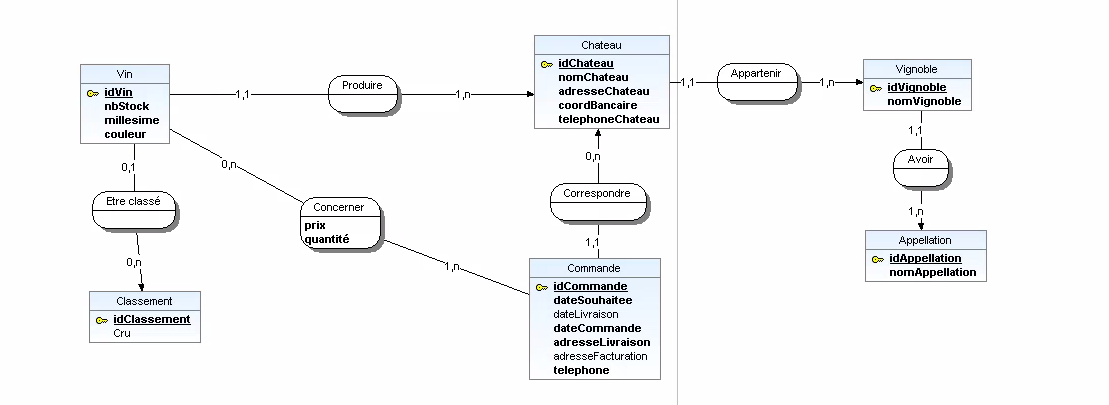 Vin
idVin
nbStock
millesime
couleur
1,1
Produire
1,n
Chateau
idChateau
nomChateau
adresseChateau
coordBancaire
telephoneChateau
1,1
Appartenir
1,n
Vignoble
idVignoble
nomVignoble
0,1
Etre classé
0,n
Classement
idClassement
Cru
0,n
Concerner
prix
quantité
1,n
0,n
Correspondre
1,1
Commande
idCommande
dateSouhaitee
dateLivraison
dateCommande
adresseLivraison
adresseFacturation
telephone
1,1
Avoir
1,n
Appellation
idAppellation
nomAppellation